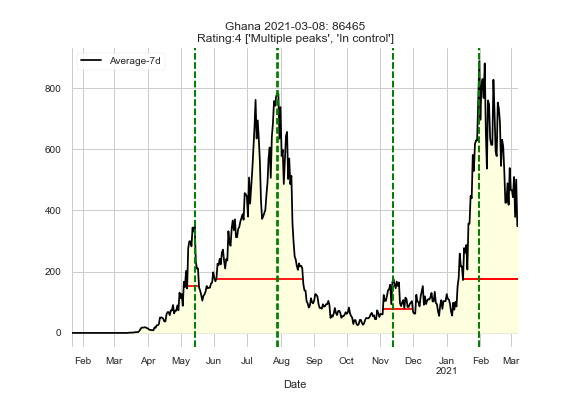 Ghana 2021-03-08: 86465
Rating:4 ['Multiple peaks', 'In control']
Average-7d
800
600
400
200
0
Feb Mar Apr May Jun Jul Aug Sep Oct Nov Dec Jan Feb Mar
2021
Date